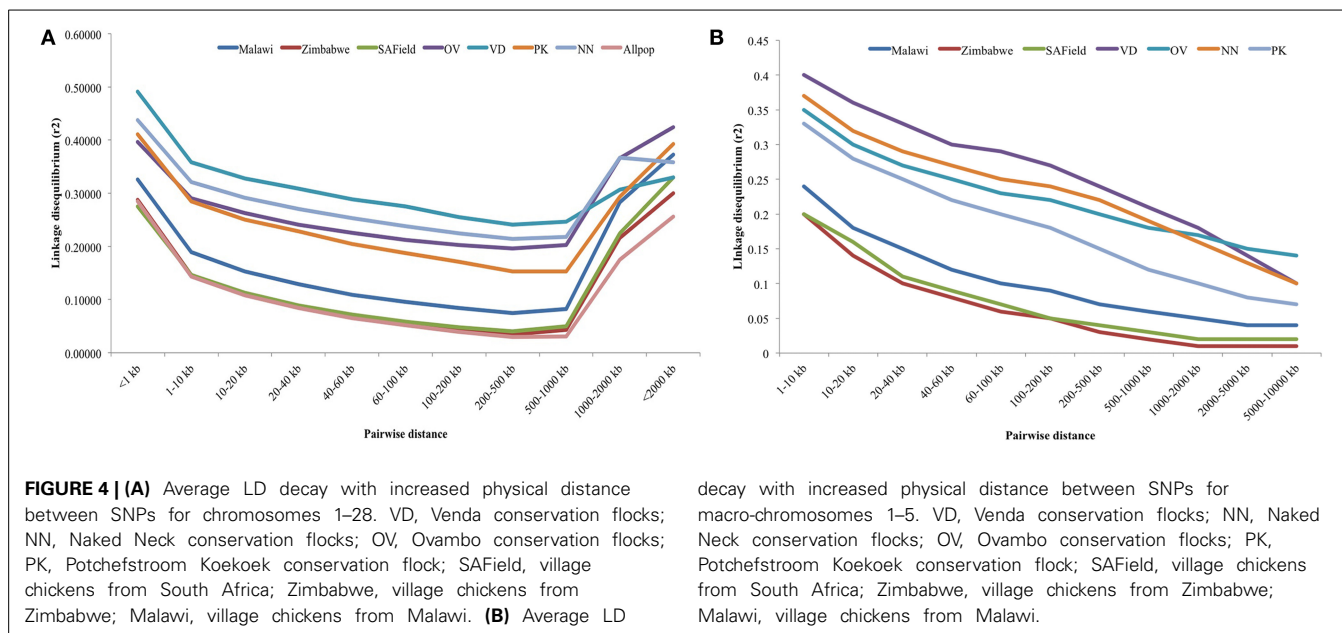 A
Malawi Zimbabwe SAField OV VD PK NN Allpop
0.60000
0.50000
0.40000
0.30000
0.20000
0.10000
0.00000
Linkage disequilibrium (r2)
<1 kb
1-10 kb
10-20 kb
20-40 kb
40-60 kb
60-100 kb
100-200 kb
200-500 kb
500-1000 kb
1000-2000 kb
<2000 kb
Pairwise distance
B
Malawi Zimbabwe SAField VD OV NN PK
0.45
0.4
0.35
0.3
0.25
0.2
0.15
0.1
0.05
0
LInkage disequilibrium (r2)
1-10 kb
10-20 kb
20-40 kb
40-60 kb
60-100 kb
100-200 kb
200-500 kb
500-1000 kb
1000-2000 kb
2000-5000 kb
5000-10000 kb
Pairwise distance
FIGURE 4 | (A) Average LD decay with increased physical distance
between SNPs for chromosomes 1–28. VD, Venda conservation flocks;
NN, Naked Neck conservation flocks; OV, Ovambo conservation flocks;
PK, Potchefstroom Koekoek conservation flock; SAField, village
chickens from South Africa; Zimbabwe, village chickens from
Zimbabwe; Malawi, village chickens from Malawi. (B) Average LD
decay with increased physical distance between SNPs for
macro-chromosomes 1–5. VD, Venda conservation flocks; NN, Naked
Neck conservation flocks; OV, Ovambo conservation flocks; PK,
Potchefstroom Koekoek conservation flock; SAField, village chickens
from South Africa; Zimbabwe, village chickens from Zimbabwe;
Malawi, village chickens from Malawi.